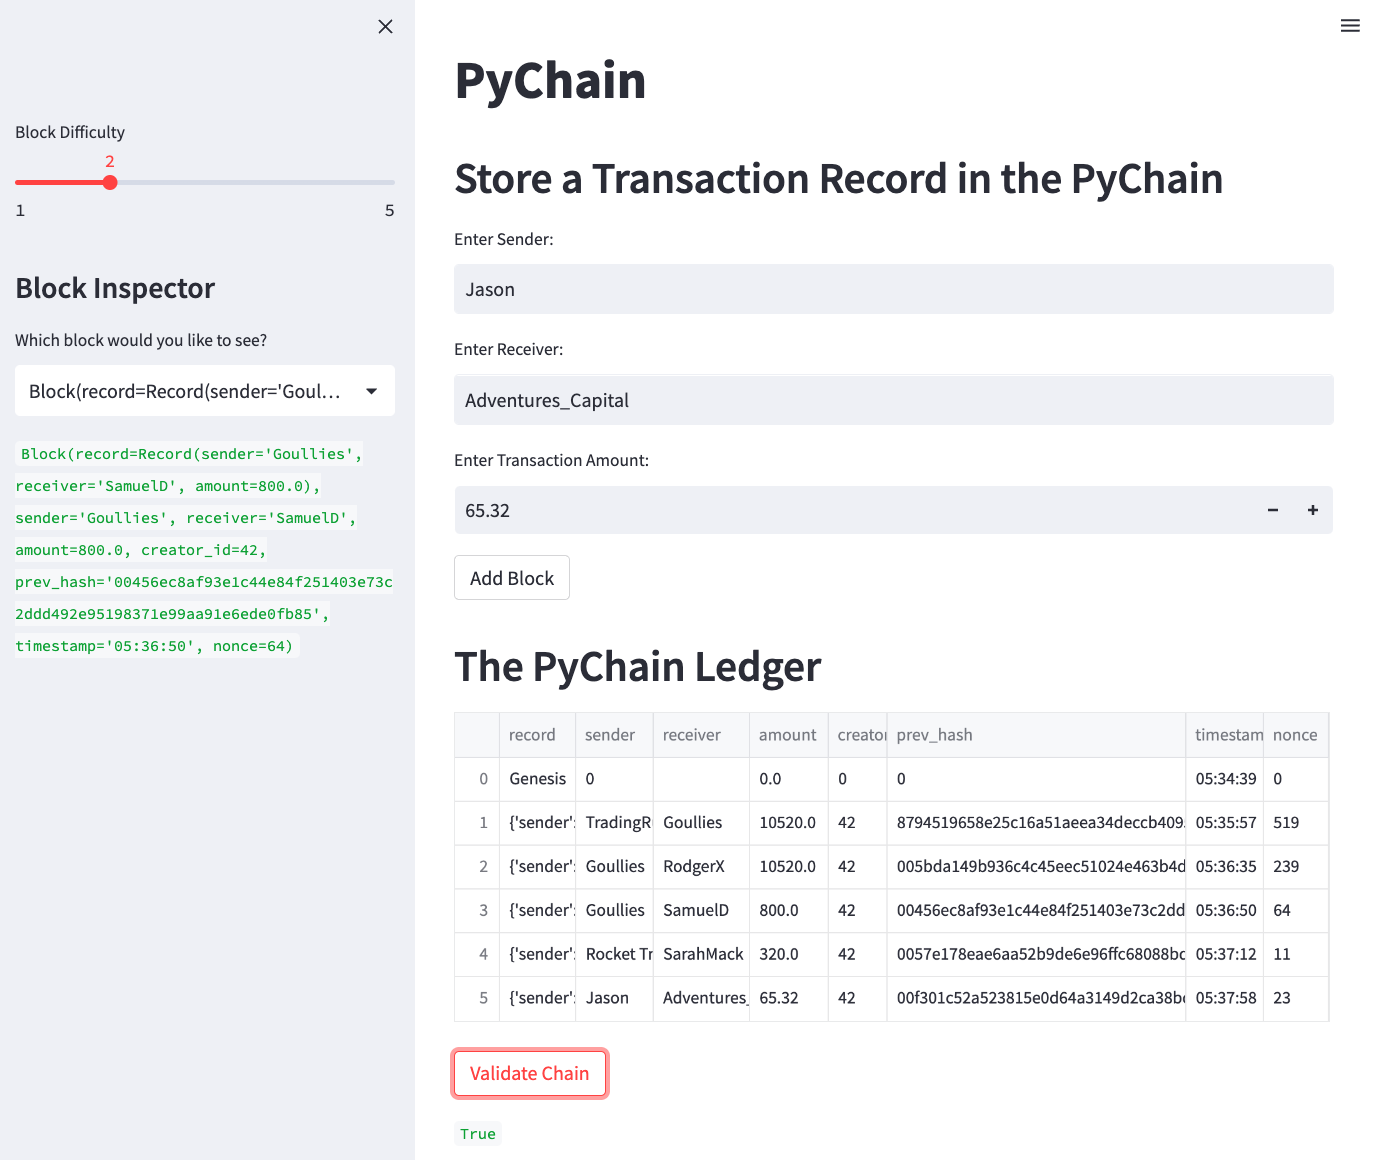 Block Difficulty
2
1 5
Block Inspector
Which block would you like to see?
Block(record=Record(sender='Goul...
Block(record=Record(sender='Goullies',
receiver='SamuelD', amount=800.0),
sender='Goullies', receiver='SamuelD',
amount=800.0, creator_id=42,
prev_hash='00456ec8af93e1c44e84f251403e73c
2ddd492e95198371e99aa91e6ede0fb85',
timestamp='05:36:50', nonce=64)
PyChain
Store a Transaction Record in the PyChain
Enter Sender:
Jason
Enter Receiver:
Adventures_Capital
Enter Transaction Amount:
65.32 − +
Add Block
The PyChain Ledger
record sender receiver amount creator prev_hash timestam nonce
0 Genesis 0 0.0 0 0 05:34:39 0
1 {'sender': TradingR Goullies 10520.0 42 8794519658e25c16a51aeea34deccb409 05:35:57 519
2 {'sender': Goullies RodgerX 10520.0 42 005bda149b936c4c45eec51024e463b4d 05:36:35 239
3 {'sender': Goullies SamuelD 800.0 42 00456ec8af93e1c44e84f251403e73c2dd 05:36:50 64
4 {'sender': Rocket Tr SarahMack 320.0 42 0057e178eae6aa52b9de6e96ffc68088b 05:37:12 11
5 {'sender': Jason Adventures_ 65.32 42 00f301c52a523815e0d64a3149d2ca38b 05:37:58 23
Validate Chain
True